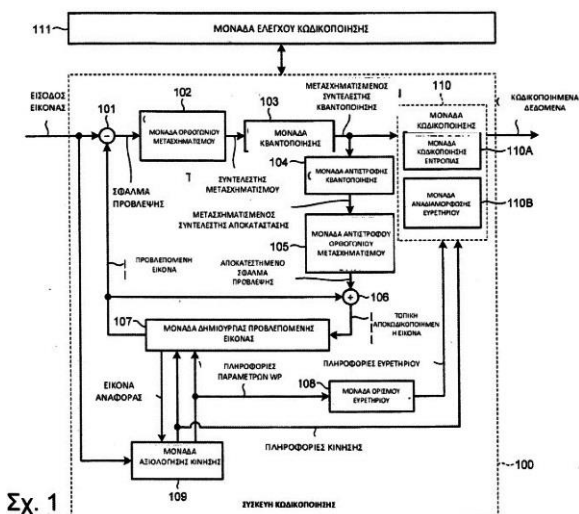 111
ΜΟΝΑΔΑ ΕΛΕΓΧΟΥ ΚΩΔΙΚΟΠΟΙΗΣΗΣ
ΕΙΣΟΔΟΣ
ΕΙΚΟΝΑΣ
101
102
ΜΟΝΑΔΑ ΟΡΘΟΓΩΝΙΟΥ
ΜΕΤΑΣΧΗΜΑΤΙΣΜΟΥ
103
ΜΟΝΑΔΑ
ΚΒΑΝΤΟΠΟΙΗΣΗΣ
ΜΕΤΑΣΧΗΜΑΤΙΣΜΕΝΟΣ
ΣΥΝΤΕΛΕΣΤΗΣ
ΚΒΑΝΤΟΠΟΙΗΣΗΣ
110
ΜΟΝΑΔΑ
ΚΩΔΙΚΟΠΟΙΗΣΗΣ
ΜΟΝΑΔΑ
ΚΩΔΙΚΟΠΟΙΗΣΗΣ
ΕΝΤΡΟΠΙΑΣ
110A
ΚΩΔΙΚΟΠΟΙΗΜΕΝΑ
ΔΕΔΟΜΕΝΑ
ΜΟΝΑΔΑ
ΑΝΑΔΙΑΜΟΡΦΩΣΗΣ
ΕΥΡΕΤΗΡΙΟΥ
110B
ΣΦΑΛΜΑ
ΠΡΟΒΛΕΨΗΣ
ΣΥΝΤΕΛΕΣΤΗΣ
ΜΕΤΑΣΧΗΜΑΤΙΣΜΟΥ
104
ΜΟΝΑΔΑ ΑΝΤΙΣΤΡΟΦΗΣ
ΚΒΑΝΤΟΠΟΙΗΣΗΣ
ΜΕΤΑΣΧΗΜΑΤΙΣΜΕΝΟΣ
ΣΥΝΤΕΛΕΣΤΗΣ ΑΠΟΚΑΤΑΣΤΑΣΗΣ
105
ΜΟΝΑΔΑ ΑΝΤΙΣΤΡΟΦΟΥ
ΟΡΘΟΓΩΝΙΟΥ
ΜΕΤΑΣΧΗΜΑΤΙΣΜΟΥ
ΠΡΟΒΛΕΠΟΜΕΝΗ
ΕΙΚΟΝΑ
ΑΠΟΚΑΤΕΣΤΗΜΕΝΟ
ΣΦΑΛΜΑ
ΠΡΟΒΛΕΨΗΣ
106
107
ΜΟΝΑΔΑ ΔΗΜΙΟΥΡΓΙΑΣ ΠΡΟΒΛΕΠΟΜΕΝΗΣ
ΕΙΚΟΝΑΣ
ΤΟΠΙΚΗ
ΑΠΟΚΩΔΙΚΟΠΟΙΗΜΕΝ
Η ΕΙΚΟΝΑ
ΕΙΚΟΝΑ
ΑΝΑΦΟΡΑΣ
ΠΛΗΡΟΦΟΡΙΕΣ
ΠΑΡΑΜΕΤΡΩΝ WP
ΠΛΗΡΟΦΟΡΙΕΣ ΕΥΡΕΤΗΡΙΟΥ
108
ΜΟΝΑΔΑ ΟΡΙΣΜΟΥ
ΕΥΡΕΤΗΡΙΟΥ
ΠΛΗΡΟΦΟΡΙΕΣ ΚΙΝΗΣΗΣ
ΜΟΝΑΔΑ
ΑΞΙΟΛΟΓΗΣΗΣ ΚΙΝΗΣΗΣ
109
100
ΣΥΣΚΕΥΗ ΚΩΔΙΚΟΠΟΙΗΣΗΣ
Σχ. 1